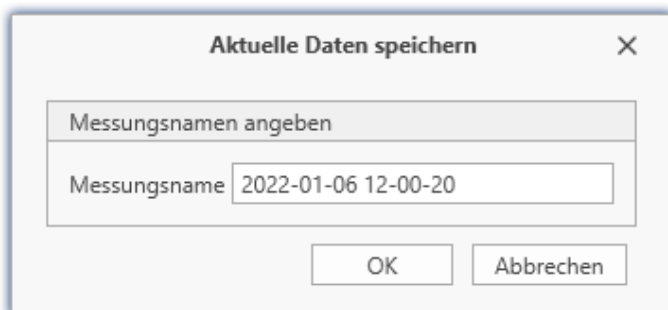 Aktuelle Daten speichern
Messungsnamen angeben
Messungsname 2022-01-06 12-00-20
OK Abbrechen